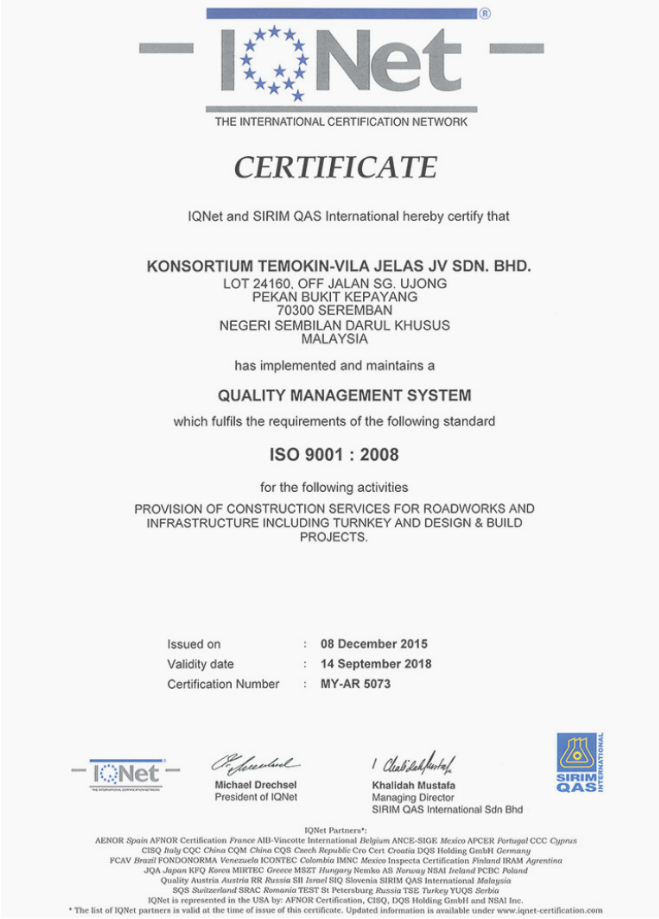 IQNet®
THE INTERNATIONAL CERTIFICATION NETWORK
CERTIFICATE
IQNet and SIRIM QAS International hereby certify that
KONSORTIUM TEMOKIN-VILA JELAS JV SDN. BHD.
LOT 24160, OFF JALAN SG. UJONG
PEKAN BUKIT KEPAYANG
70300 SEREMBAN
NEGERI SEMBILAN DARUL KHUSUS
MALAYSIA
has implemented and maintains a
QUALITY MANAGEMENT SYSTEM
which fulfils the requirements of the following standard
ISO 9001 : 2008
for the following activities
PROVISION OF CONSTRUCTION SERVICES FOR ROADWORKS AND
INFRASTRUCTURE INCLUDING TURNKEY AND DESIGN & BUILD
PROJECTS.
Issued on : 08 December 2015
Validity date : 14 September 2018
Certification Number : MY-AR 5073
IQNet
Michael Drechsel
President of IQNet
Khalidah Mustafa
Managing Director
SIRIM QAS International Sdn Bhd
SIRIM
QAS
INTERNATIONAL
IQNet Partners*:
AENOR Spain AFNOR Certification France AIB-Vincotte International Belgium ANCE-SIGE Mexico APCER Portugal CCC Cyprus
CISQ Italy CQC China CQM China CQS Czech Republic Cro Cert Croatia DQS Holding GmbH Germany
FCAV Brazil FONDONORMA Venezuela ICONTEC Colombia IMNC Mexico Inspecta Certification Finland IRAM Agrentina
JQA Japan KFQ Korea MIRTEC Greece MSZT Hungary Nemko AS Norway NSAI Ireland PCBC Poland
Quality Austria Austria RR Russia SII Israel SIQ Slovenia SIRIM QAS International Malaysia
SQS Switzerland SRAC Romania TEST St Petersburg Russia TSE Turkey YUQS Serbia
IQNet is represented in the USA by: AFNOR Certification, CISQ, DQS Holding GmbH and NSAI Inc.
* The list of IQNet partners is valid at the time of issue of this certificate. Updated information is available under www.iqnet-certification.com